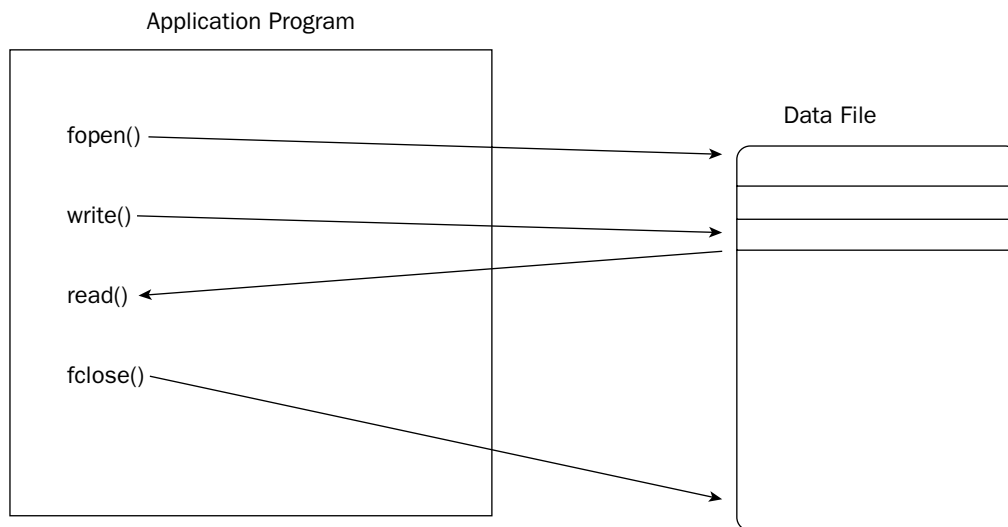 Application Program
Data File
fopen()
write()
read()
fclose()